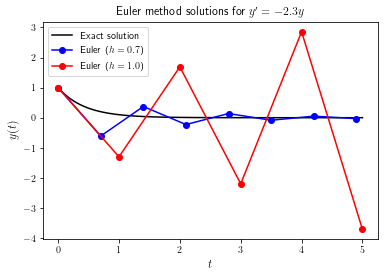 Euler method solutions for y′ = −2.3y
Exact solution
Euler (h = 0.7)
Euler (h = 1.0)
y(t)
3
2
1
0
−1
−2
−3
−4
0 1 2 3 4 5
t